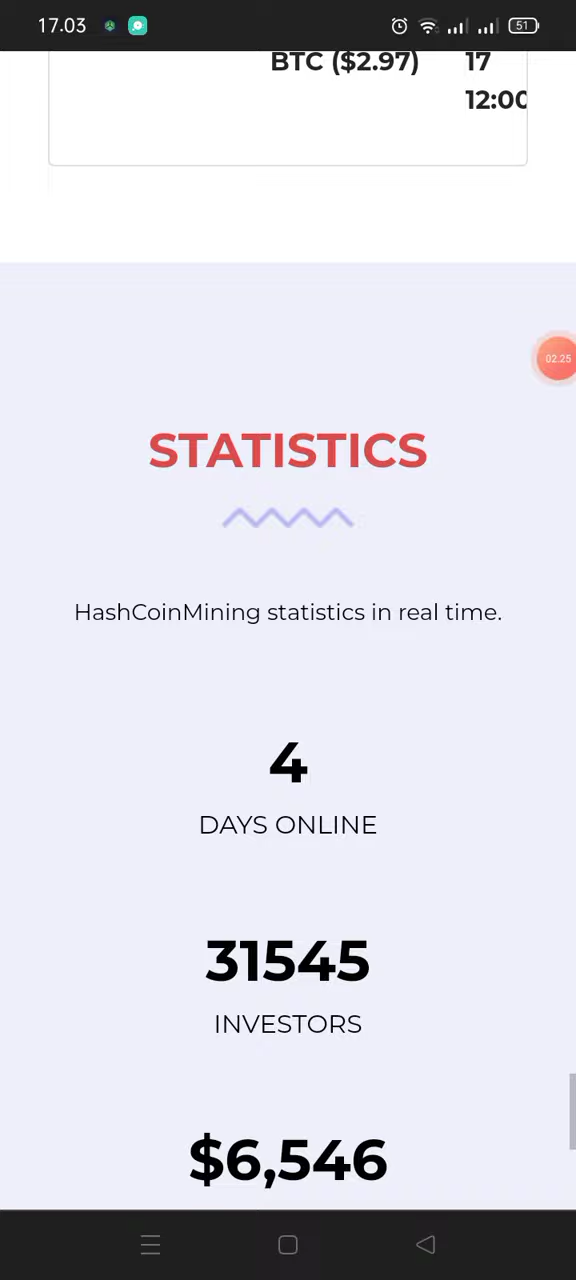 17.03
51
BTC ($2.97)
17
12:00
02.25
STATISTICS
HashCoinMining statistics in real time.
4
DAYS ONLINE
31545
INVESTORS
$6,546